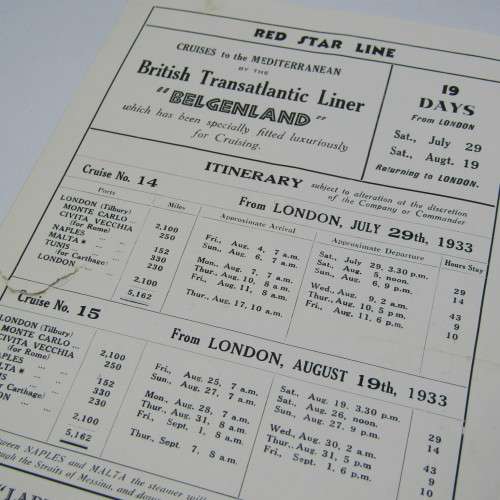 RED STAR LINE
CRUISES to the MEDITERRANEAN
BY THE
British Transatlantic Liner
"BELGENLAND"
which has been specially fitted luxuriously
for Cruising.
19
DAYS
From LONDON
Sat., July 29
Sat., Augt. 19
Returning to LONDON.
ITINERARY subject to alteration at the discretion
of the Company or Commander
Cruise No. 14 From LONDON, JULY 29th, 1933
Ports Miles Approximate Arrival Approximate Departure Hours Stay
LONDON (Tilbury) Sat., July 29, 3.30 p.m.
MONTE CARLO ... 2,100 Fri., Aug. 4, 7 a.m. Sat., Aug. 5, noon. 29
CIVITA VECCHIA 250 Sun., Aug. 6, 7 a.m. Sun., Aug. 6, 9 p.m. 14
(for Rome)
NAPLES ... 152 Mon., Aug. 7, 7 a.m. Wed., Aug. 9, 2 a.m. 43
MALTA* ... 330 Thur., Aug. 10, 8 a.m. Thur., Aug. 10, 5 p.m. 9
TUNIS ... 230 Fri., Aug. 11, 8 a.m. Fri., Aug. 11, 6 p.m. 10
(for Carthage)
LONDON ... 2,100 Thur., Aug. 17, 10 a.m.
5,162
Cruise No. 15 From LONDON, AUGUST 19th, 1933
LONDON (Tilbury) Sat., Aug. 19, 3.30 p.m.
MONTE CARLO ... 2,100 Fri., Aug. 25, 7 a.m. Sat., Aug. 26, noon. 29
CIVITA VECCHIA 250 Sun., Aug. 27, 7 a.m. Sun., Aug. 27, 9 p.m. 14
(for Rome)
NAPLES ... 152 Mon., Aug. 28, 7 a.m. Wed., Aug. 30, 2 a.m. 43
330 Thur., Aug. 31, 8 a.m. Thur., Aug. 31, 5 p.m. 9
230 Fri., Sept. 1, 8 a.m. Fri., Sept. 1, 6 p.m. 10
Carthage)
2,100 Thur., Sept. 7, 8 a.m.
5,162
between NAPLES and MALTA the steamer will
through the Straits of Messina, and down